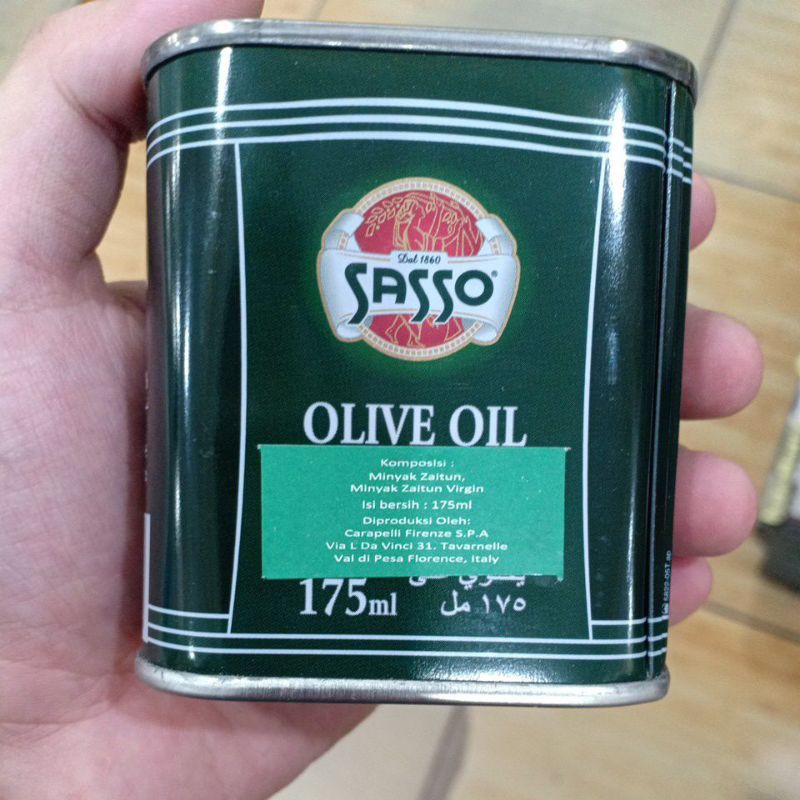 Dal 1860
SASSO®
OLIVE OIL
Komposisi :
Minyak Zaitun,
Minyak Zaitun Virgin
Isi bersih : 175ml
Diproduksi Oleh:
Carapelli Firenze S.P.A
Via L Da Vinci 31. Tavarnelle
Val di Pesa Florence, Italy
175ml
١٧٥ مل